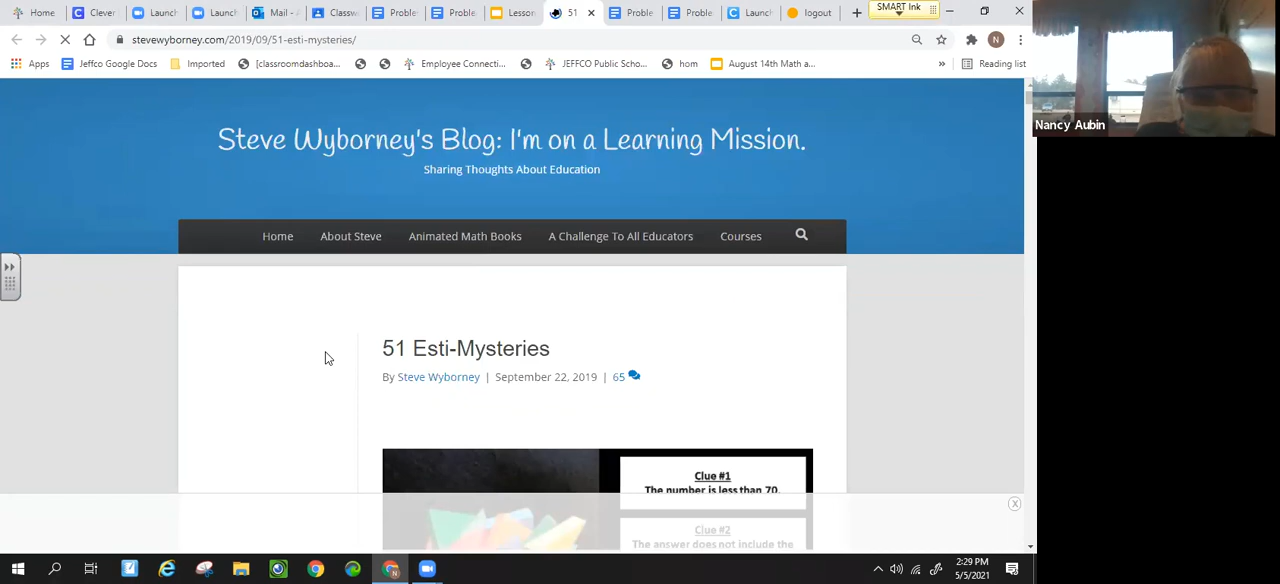 Home
Clever
Launch
Launch
Mail -
Classw
Proble
Proble
Lesson
51
Proble
Proble
Launch
logout
SMART Ink
stevewyborney.com/2019/09/51-esti-mysteries/
N
Apps
Jeffco Google Docs
Imported
[classroomdashboa...
Employee Connecti...
JEFFCO Public Scho...
hom
August 14th Math a...
»
Reading list
Steve Wyborney's Blog: I'm on a Learning Mission.
Sharing Thoughts About Education
Nancy Aubin
Home
About Steve
Animated Math Books
A Challenge To All Educators
Courses
51 Esti-Mysteries
By Steve Wyborney | September 22, 2019 | 65
Clue #1
The number is less than 70.
Clue #2
The answer does not include the
2:29 PM
5/5/2021